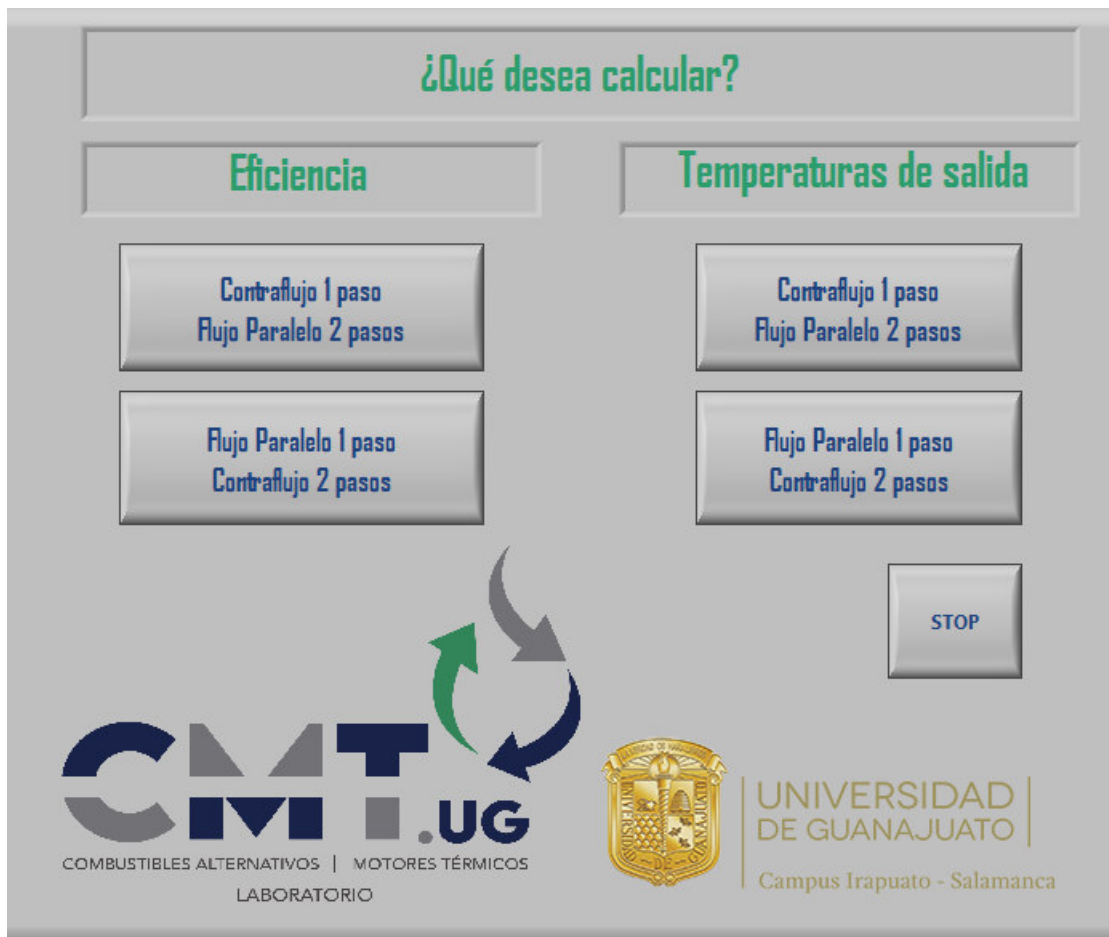 ¿Qué desea calcular?
Eficiencia
Temperaturas de salida
Contraflujo 1 paso
Flujo Paralelo 2 pasos
Contraflujo 1 paso
Flujo Paralelo 2 pasos
Flujo Paralelo 1 paso
Contraflujo 2 pasos
Flujo Paralelo 1 paso
Contraflujo 2 pasos
STOP
CMT.UG
COMBUSTIBLES ALTERNATIVOS | MOTORES TÉRMICOS
LABORATORIO
UNIVERSIDAD
DE GUANAJUATO
Campus Irapuato - Salamanca